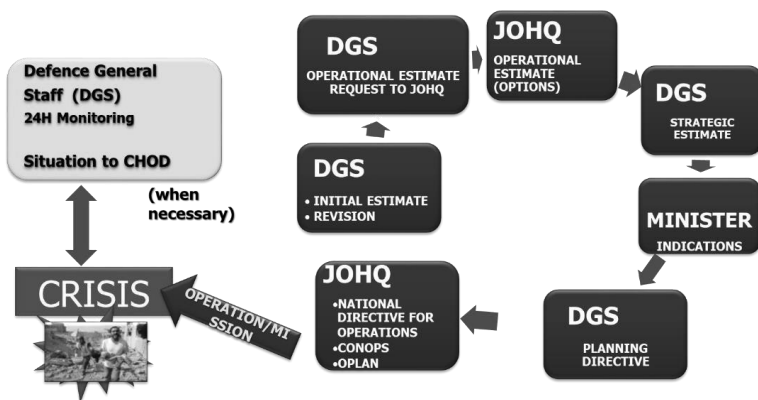 Defence General
Staff (DGS)
24H Monitoring
Situation to CHOD
(when
necessary)
CRISIS
OPERATION/MI
SSION
DGS
• INITIAL ESTIMATE
• REVISION
DGS
OPERATIONAL ESTIMATE
REQUEST TO JOHQ
JOHQ
OPERATIONAL
ESTIMATE
(OPTIONS)
DGS
STRATEGIC
ESTIMATE
MINISTER
INDICATIONS
DGS
PLANNING
DIRECTIVE
JOHQ
•NATIONAL
DIRECTIVE FOR
OPERATIONS
•CONOPS
•OPLAN